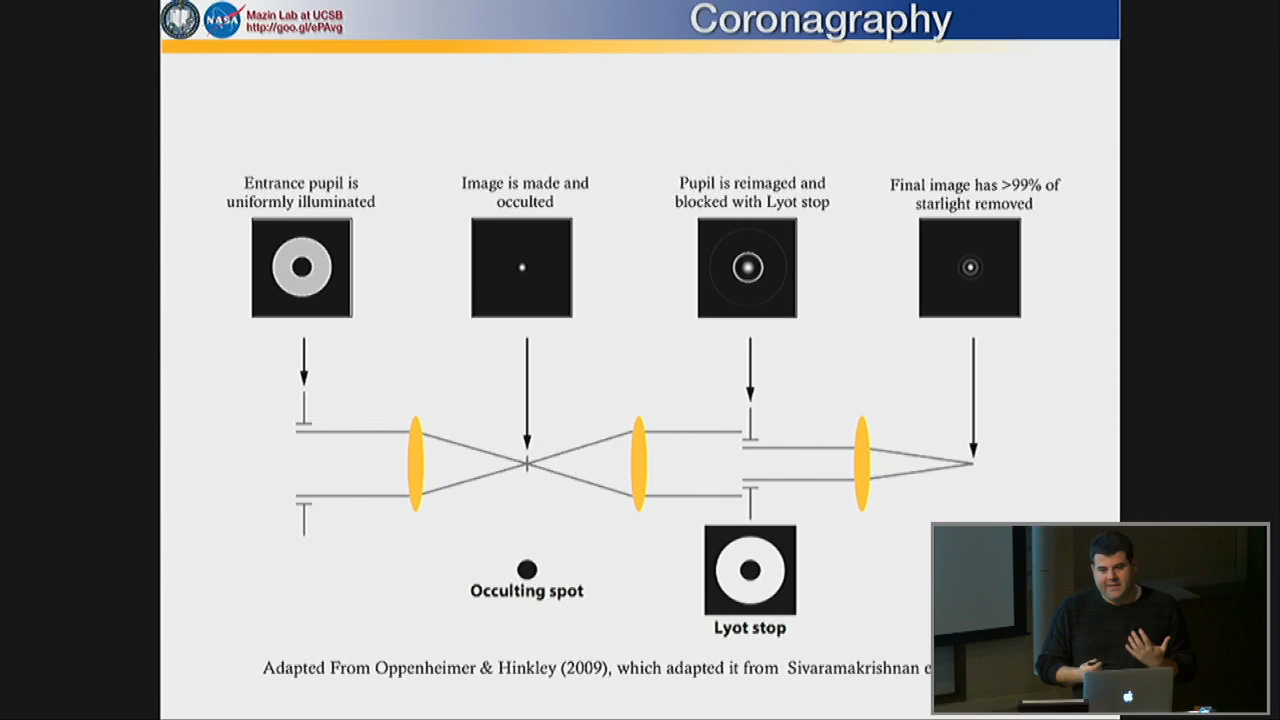 Mazin Lab at UCSB
http://goo.gl/ePAvg
NASA
Coronagraphy
Entrance pupil is
uniformly illuminated
Image is made and
occulted
Pupil is reimaged and
blocked with Lyot stop
Final image has >99% of
starlight removed
Occulting spot
Lyot stop
Adapted From Oppenheimer & Hinkley (2009), which adapted it from Sivaramakrishnan e